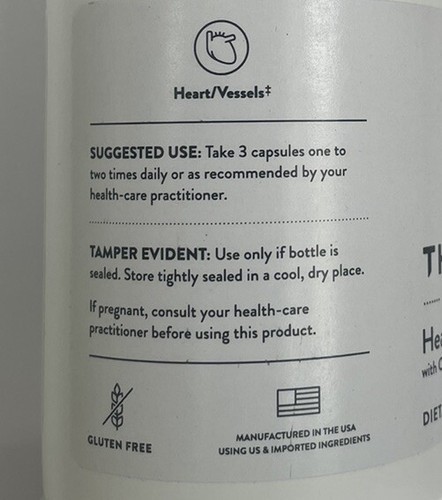 Heart/Vessels‡
SUGGESTED USE: Take 3 capsules one to
two times daily or as recommended by your
health-care practitioner.
TAMPER EVIDENT: Use only if bottle is
sealed. Store tightly sealed in a cool, dry place.
If pregnant, consult your health-care
practitioner before using this product.
GLUTEN FREE
MANUFACTURED IN THE USA
USING US & IMPORTED INGREDIENTS
with